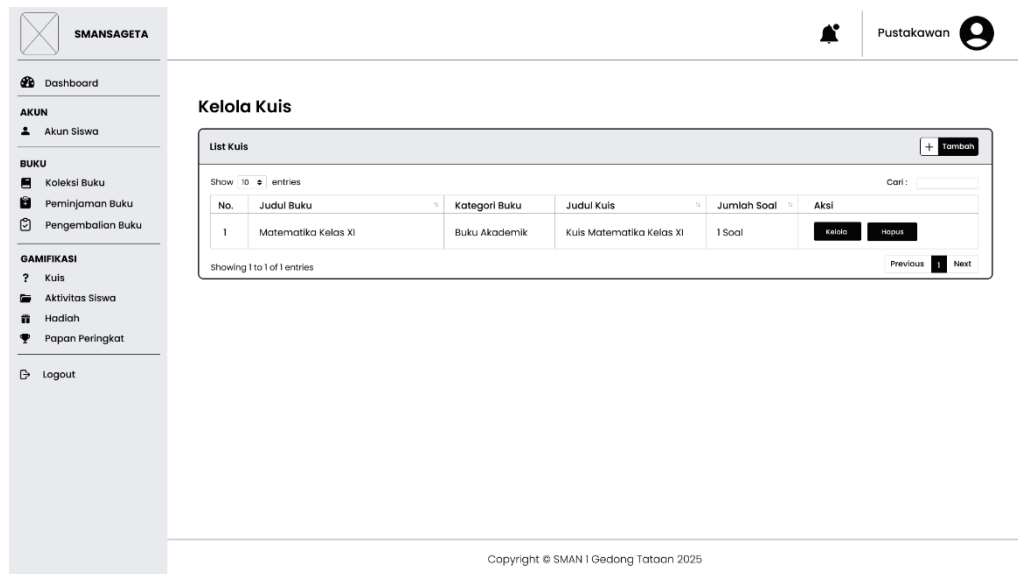 SMANSAGETA
Pustakawan
Dashboard
AKUN
Akun Siswa
BUKU
Koleksi Buku
Peminjaman Buku
Pengembalian Buku
GAMIFIKASI
? Kuis
Aktivitas Siswa
Hadiah
Papan Peringkat
Logout
Kelola Kuis
List Kuis
+ Tambah
Show 10 entries
Cari :
No. Judul Buku Kategori Buku Judul Kuis Jumlah Soal Aksi
1 Matematika Kelas XI Buku Akademik Kuis Matematika Kelas XI 1 Soal Kelola Hapus
Showing 1 to 1 of 1 entries
Previous 1 Next
Copyright © SMAN 1 Gedong Tataan 2025